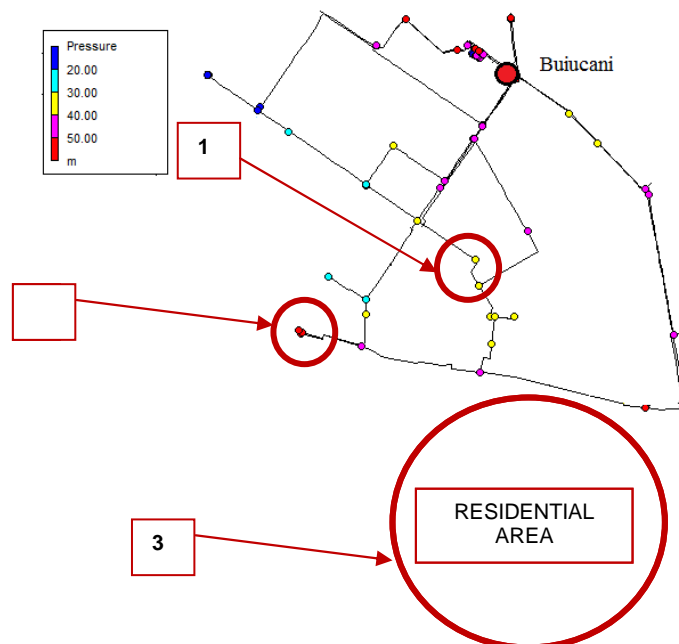 Pressure
20.00
30.00
40.00
50.00
m
Buiucani
1
3
RESIDENTIAL
AREA